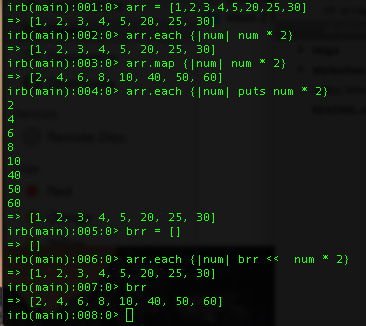 irb(main):001:0> arr = [1,2,3,4,5,20,25,30]
=> [1, 2, 3, 4, 5, 20, 25, 30]
irb(main):002:0> arr.each {|num| num * 2}
=> [1, 2, 3, 4, 5, 20, 25, 30]
irb(main):003:0> arr.map {|num| num * 2}
=> [2, 4, 6, 8, 10, 40, 50, 60]
irb(main):004:0> arr.each {|num| puts num * 2}
2
4
6
8
10
40
50
60
=> [1, 2, 3, 4, 5, 20, 25, 30]
irb(main):005:0> brr = []
=> []
irb(main):006:0> arr.each {|num| brr <<  num * 2}
=> [1, 2, 3, 4, 5, 20, 25, 30]
irb(main):007:0> brr
=> [2, 4, 6, 8, 10, 40, 50, 60]
irb(main):008:0>